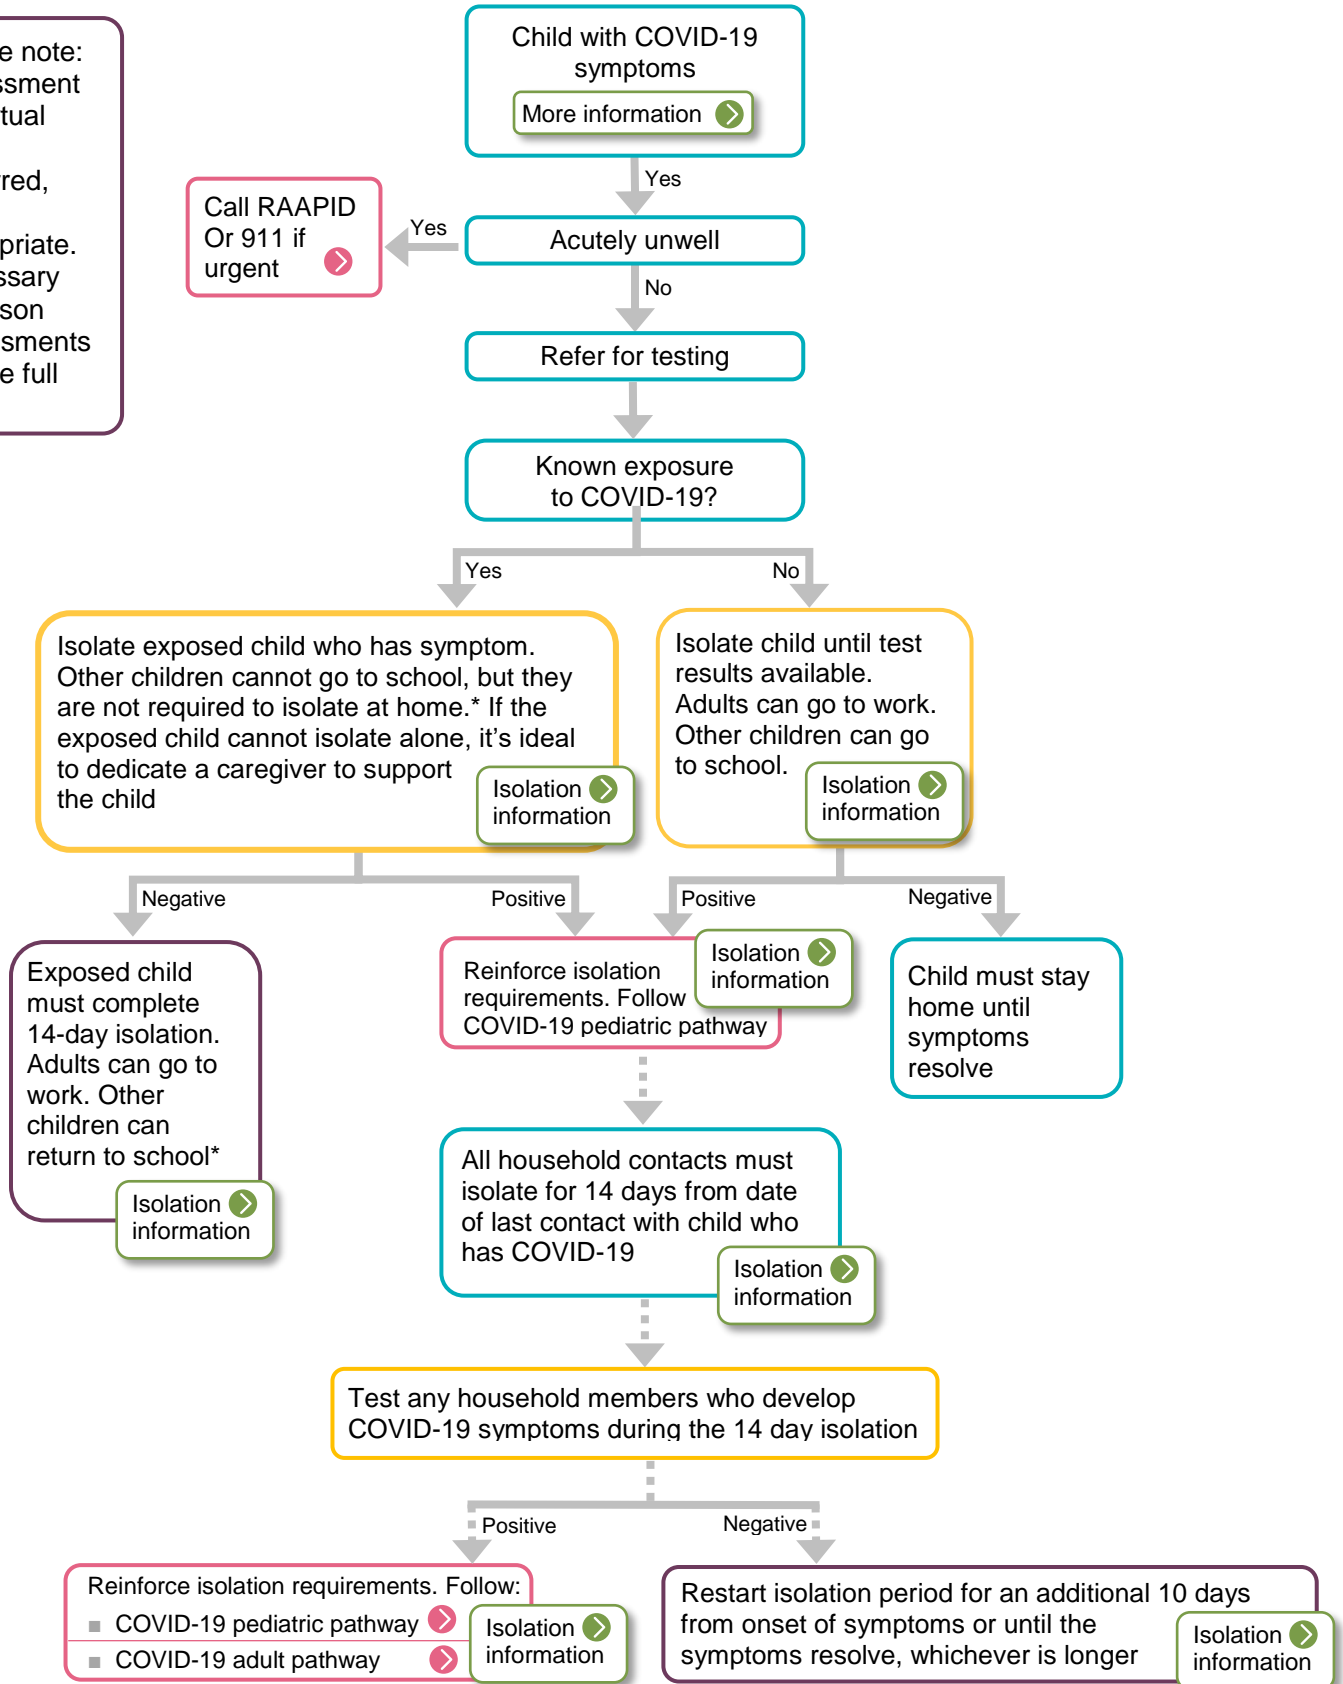 e note:
ssment
tual
red,
priate.
ssary
son
sments
e full
Child with COVID-19
symptoms
More information
Yes
Call RAAPID
Or 911 if
urgent
Yes
Acutely unwell
No
Refer for testing
Known exposure
to COVID-19?
Yes
No
Isolate exposed child who has symptom.
Other children cannot go to school, but they
are not required to isolate at home.* If the
exposed child cannot isolate alone, it’s ideal
to dedicate a caregiver to support
the child
Isolation
information
Isolate child until test
results available.
Adults can go to work.
Other children can go
to school.
Isolation
information
Negative
Positive
Positive
Negative
Exposed child
must complete
14-day isolation.
Adults can go to
work. Other
children can
return to school*
Isolation
information
Reinforce isolation
requirements. Follow
COVID-19 pediatric pathway
Isolation
information
Child must stay
home until
symptoms
resolve
All household contacts must
isolate for 14 days from date
of last contact with child who
has COVID-19
Isolation
information
Test any household members who develop
COVID-19 symptoms during the 14 day isolation
Positive
Negative
Reinforce isolation requirements. Follow:
■ COVID-19 pediatric pathway
■ COVID-19 adult pathway
Isolation
information
Restart isolation period for an additional 10 days
from onset of symptoms or until the
symptoms resolve, whichever is longer
Isolation
information